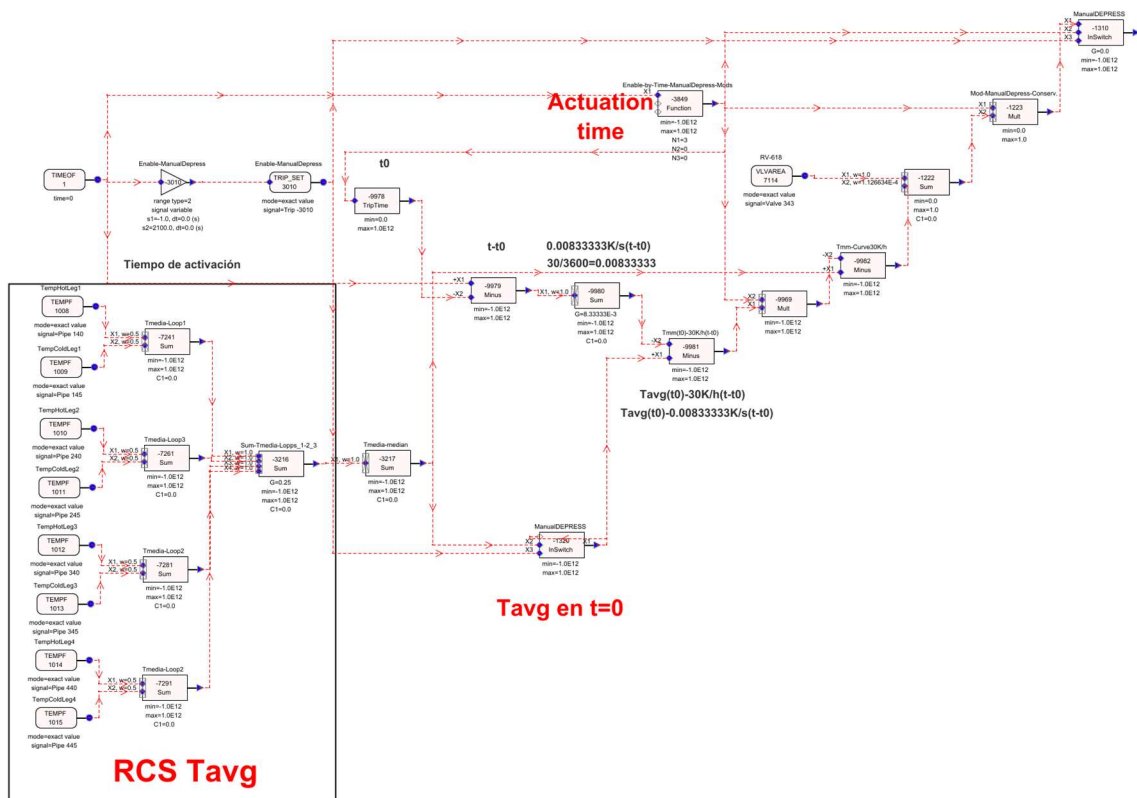 ManualDEPRESS
X1
X2
X3
-1310
InSwitch
G=0.0
min=-1.0E12
max=1.0E12
Enable-by-Time-ManualDepress-Mods
X1
-3849
Function
min=-1.0E12
max=1.0E12
N1=3
N2=0
N3=0
Actuation
time
Mod-ManualDepress-Conserv.
X1
X2
-1223
Mult
min=0.0
max=1.0
TIMEOF
1
time=0
Enable-ManualDepress
-3010
range type=2
signal variable
s1=-1.0, dt=0.0 (s)
s2=2100.0. dt=0.0 (s)
Enable-ManualDepress
TRIP_SET
3010
mode=exact value
signal=Trip -3010
t0
-9978
TripTime
min=0.0
max=1.0E12
RV-618
VLVAREA
7114
mode=exact value
signal=Valve 343
X1, w=1.0
X2, w=1.126634E-4
-1222
Sum
min=0.0
max=1.0
C1=0.0
Tiempo de activación
t-t0
0.00833333K/s(t-t0)
30/3600=0.00833333
+X1
-X2
-9979
Minus
min=-1.0E12
max=1.0E12
X1, w=1.0
-9980
Sum
G=8.33333E-3
min=-1.0E12
max=1.0E12
C1=0.0
Tmm-Curve30K/h
-X2
+X1
-9982
Minus
min=-1.0E12
max=1.0E12
X2
X1
-9969
Mult
min=-1.0E12
max=1.0E12
Tmm(t0)-30K/h(t-t0)
-X2
+X1
-9981
Minus
min=-1.0E12
max=1.0E12
Tavg(t0)-30K/h(t-t0)
Tavg(t0)-0.00833333K/s(t-t0)
TempHotLeg1
TEMPF
1008
mode=exact value
signal=Pipe 140
TempColdLeg1
TEMPF
1009
mode=exact value
signal=Pipe 145
Tmedia-Loop1
X1, w=0.5
X2, w=0.5
-7241
Sum
min=-1.0E12
max=1.0E12
C1=0.0
TempHotLeg2
TEMPF
1010
mode=exact value
signal=Pipe 240
TempColdLeg2
TEMPF
1011
mode=exact value
signal=Pipe 245
Tmedia-Loop3
X1, w=0.5
X2, w=0.5
-7261
Sum
min=-1.0E12
max=1.0E12
C1=0.0
Sum-Tmedia-Lopps_1-2_3
X1, w=1.0
X2, w=1.0
X3, w=1.0
X4, w=1.0
-3216
Sum
G=0.25
min=-1.0E12
max=1.0E12
C1=0.0
Tmedia-median
X1, w=1.0
-3217
Sum
min=-1.0E12
max=1.0E12
C1=0.0
TempHotLeg3
TEMPF
1012
mode=exact value
signal=Pipe 340
TempColdLeg3
TEMPF
1013
mode=exact value
signal=Pipe 345
Tmedia-Loop2
X1, w=0.5
X2, w=0.5
-7281
Sum
min=-1.0E12
max=1.0E12
C1=0.0
ManualDEPRESS
X2
X3
X1
-1320
InSwitch
min=-1.0E12
max=1.0E12
Tavg en t=0
TempHotLeg4
TEMPF
1014
mode=exact value
signal=Pipe 440
TempColdLeg4
TEMPF
1015
mode=exact value
signal=Pipe 445
Tmedia-Loop2
X1, w=0.5
X2, w=0.5
-7291
Sum
min=-1.0E12
max=1.0E12
C1=0.0
RCS Tavg